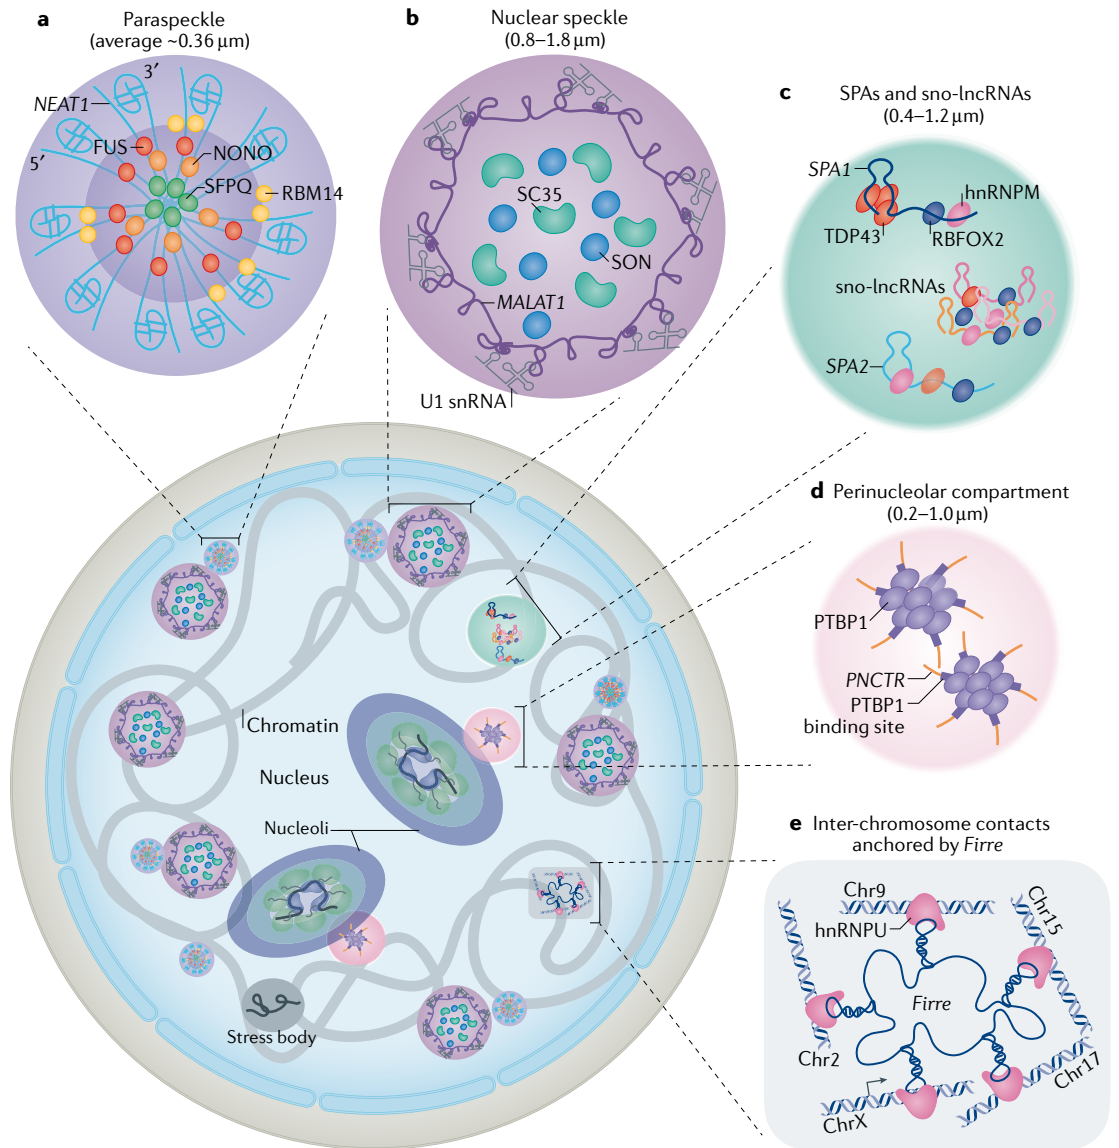 a
Paraspeckle
(average ~0.36 μm)
3′
NEAT1
5′
FUS
NONO
SFPQ
RBM14
b
Nuclear speckle
(0.8–1.8 μm)
SC35
SON
MALAT1
U1 snRNA
c
SPAs and sno-lncRNAs
(0.4–1.2 μm)
SPA1
hnRNPM
TDP43
RBFOX2
sno-lncRNAs
SPA2
d Perinucleolar compartment
(0.2–1.0 μm)
PTBP1
PNCTR
PTBP1
binding site
Chromatin
Nucleus
Nucleoli
Stress body
e Inter-chromosome contacts
anchored by Firre
Chr9
hnRNPU
Chr15
Firre
Chr2
Chr17
ChrX